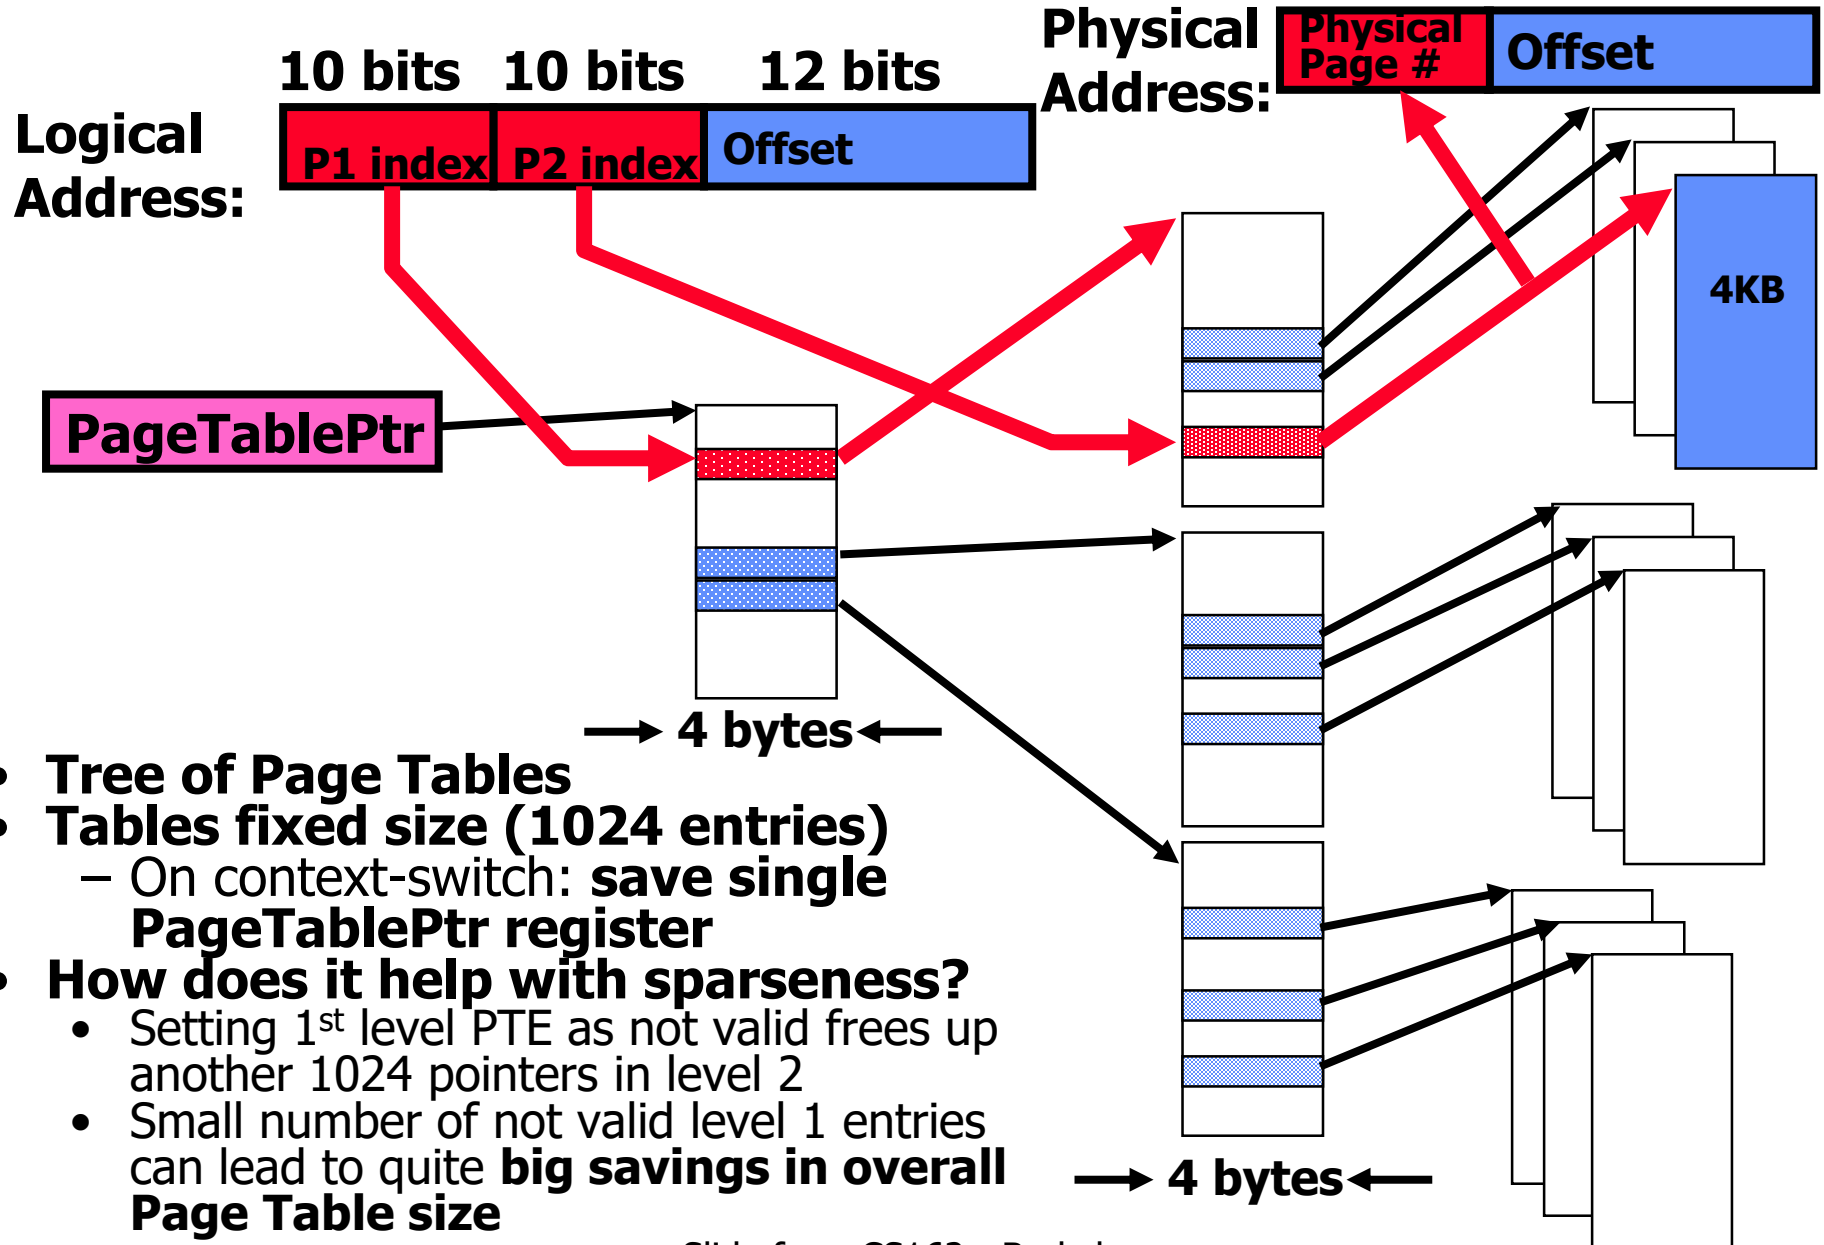 10 bits 10 bits 12 bits
Logical
Address:
P1 index P2 index Offset
Physical
Address:
Physical
Page #
Offset
4KB
PageTablePtr
4 bytes
• Tree of Page Tables
• Tables fixed size (1024 entries)
– On context-switch: save single
PageTablePtr register
• How does it help with sparseness?
• Setting 1st level PTE as not valid frees up
another 1024 pointers in level 2
• Small number of not valid level 1 entries
can lead to quite big savings in overall
Page Table size
4 bytes